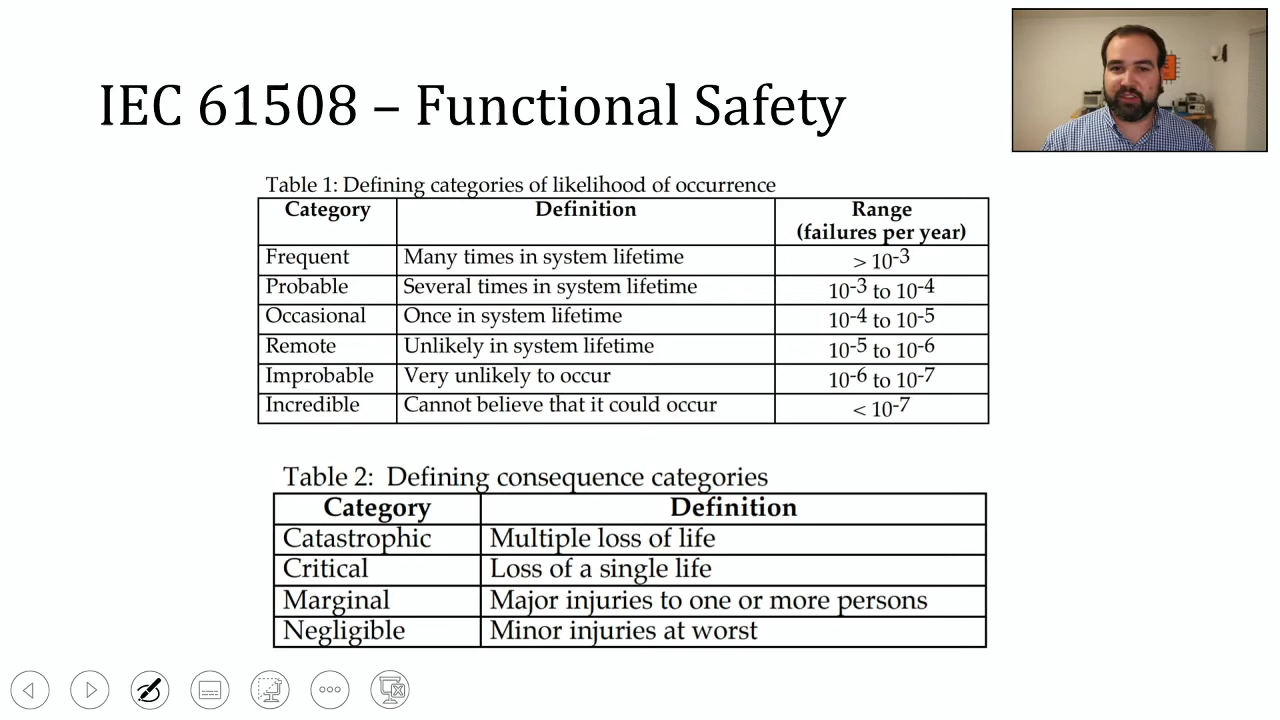 IEC 61508 – Functional Safety
Table 1: Defining categories of likelihood of occurrence
Category Definition Range (failures per year)
Frequent Many times in system lifetime > 10-3
Probable Several times in system lifetime 10-3 to 10-4
Occasional Once in system lifetime 10-4 to 10-5
Remote Unlikely in system lifetime 10-5 to 10-6
Improbable Very unlikely to occur 10-6 to 10-7
Incredible Cannot believe that it could occur < 10-7
Table 2: Defining consequence categories
Category Definition
Catastrophic Multiple loss of life
Critical Loss of a single life
Marginal Major injuries to one or more persons
Negligible Minor injuries at worst